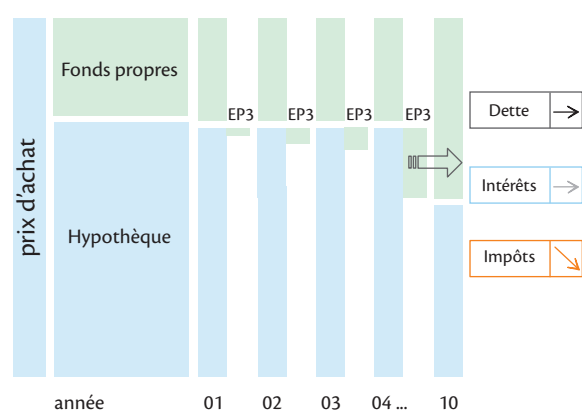 prix d'achat
Fonds propres
Hypothèque
EP3
EP3
EP3
EP3
Dette
Intérêts
Impôts
année
01
02
03
04 ...
10